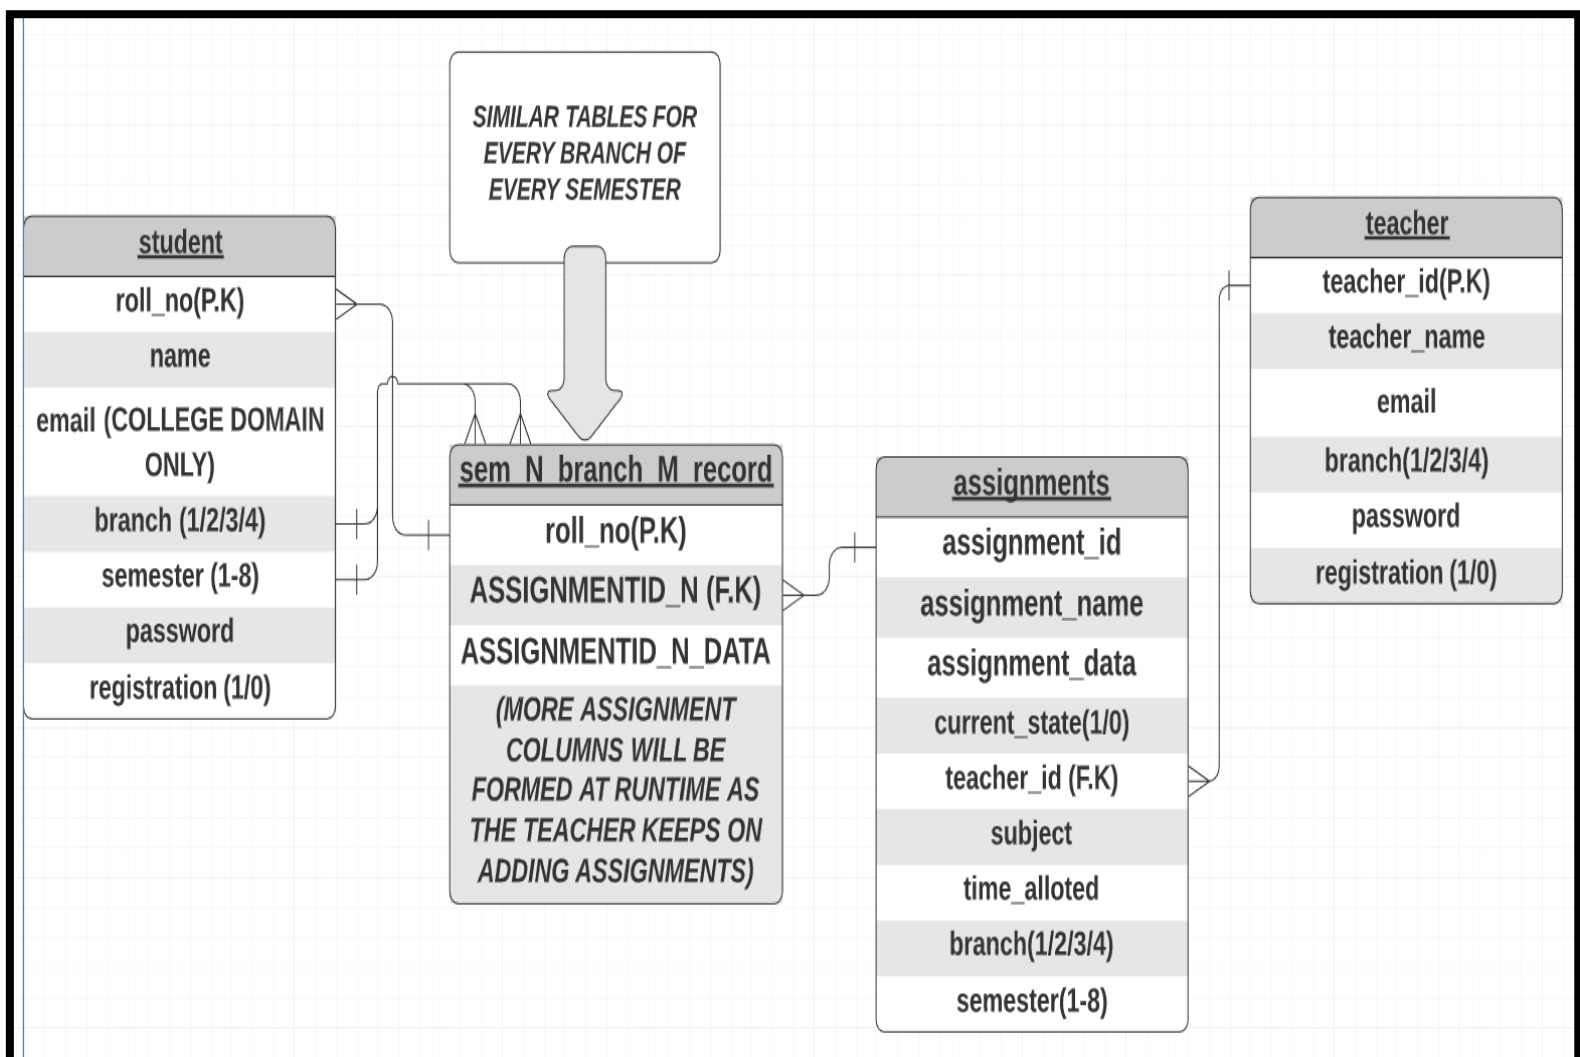 SIMILAR TABLES FOR
EVERY BRANCH OF
EVERY SEMESTER
student
roll_no(P.K)
name
email (COLLEGE DOMAIN
ONLY)
branch (1/2/3/4)
semester (1-8)
password
registration (1/0)
sem_N_branch_M_record
roll_no(P.K)
ASSIGNMENTID_N (F.K)
ASSIGNMENTID_N_DATA
(MORE ASSIGNMENT
COLUMNS WILL BE
FORMED AT RUNTIME AS
THE TEACHER KEEPS ON
ADDING ASSIGNMENTS)
assignments
assignment_id
assignment_name
assignment_data
current_state(1/0)
teacher_id (F.K)
subject
time_alloted
branch(1/2/3/4)
semester(1-8)
teacher
teacher_id(P.K)
teacher_name
email
branch(1/2/3/4)
password
registration (1/0)